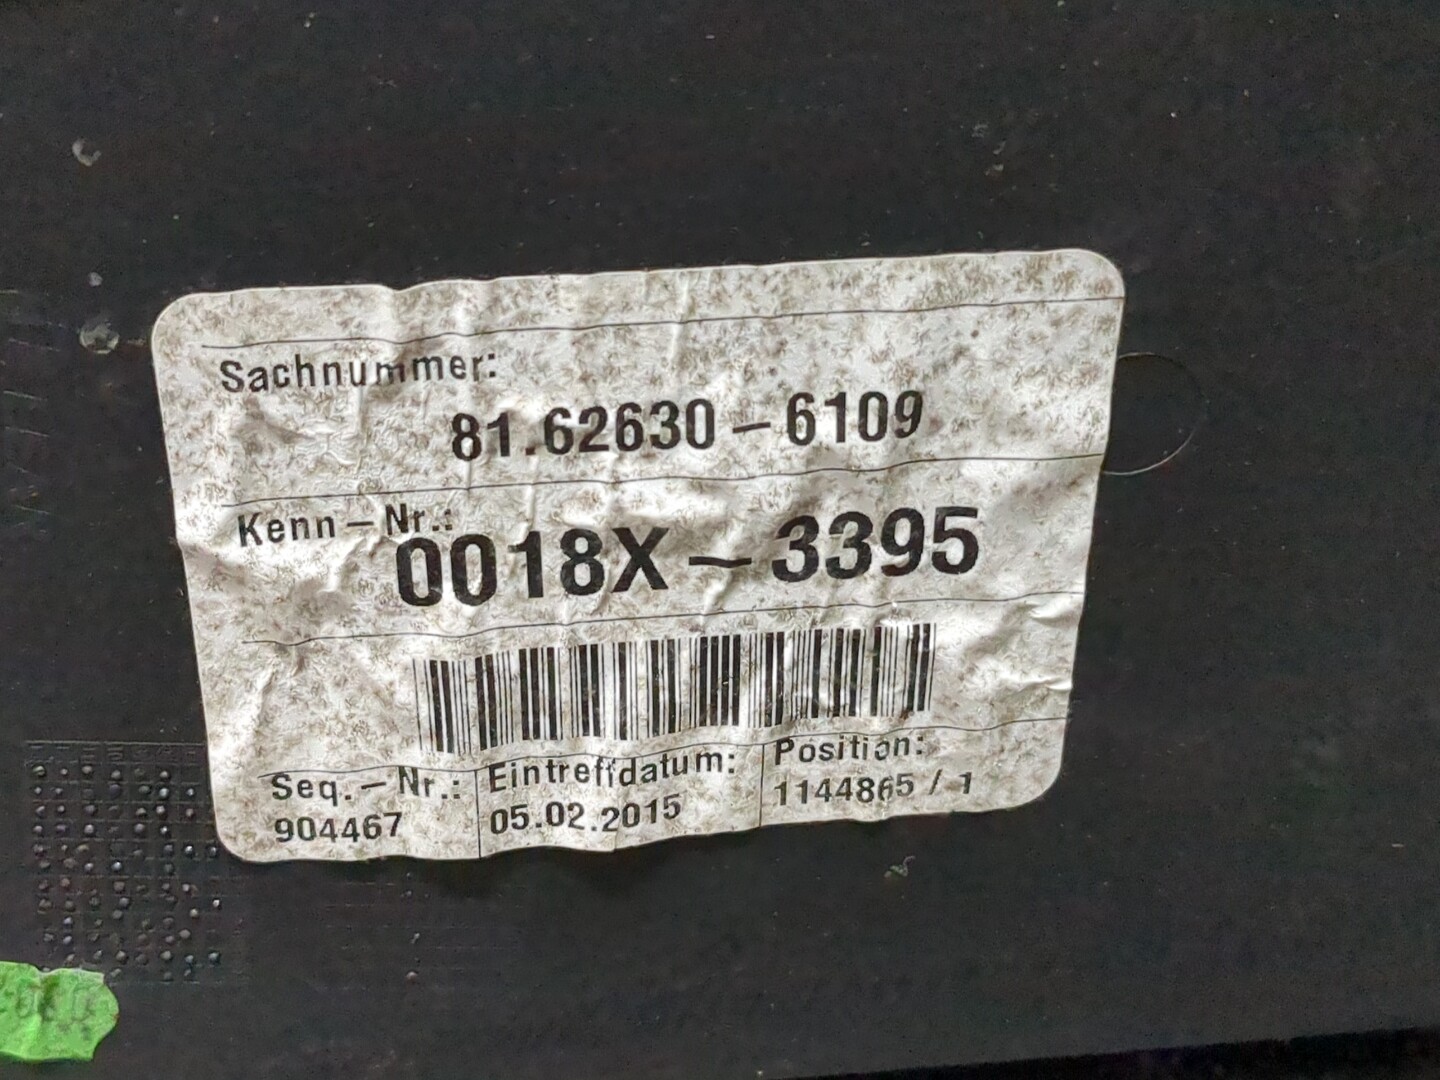 Sachnummer:
81.62630-6109
Kenn-Nr.:
0018X-3395
Seq.-Nr.: Eintreffdatum: Position:
904467 05.02.2015 1144865 / 1